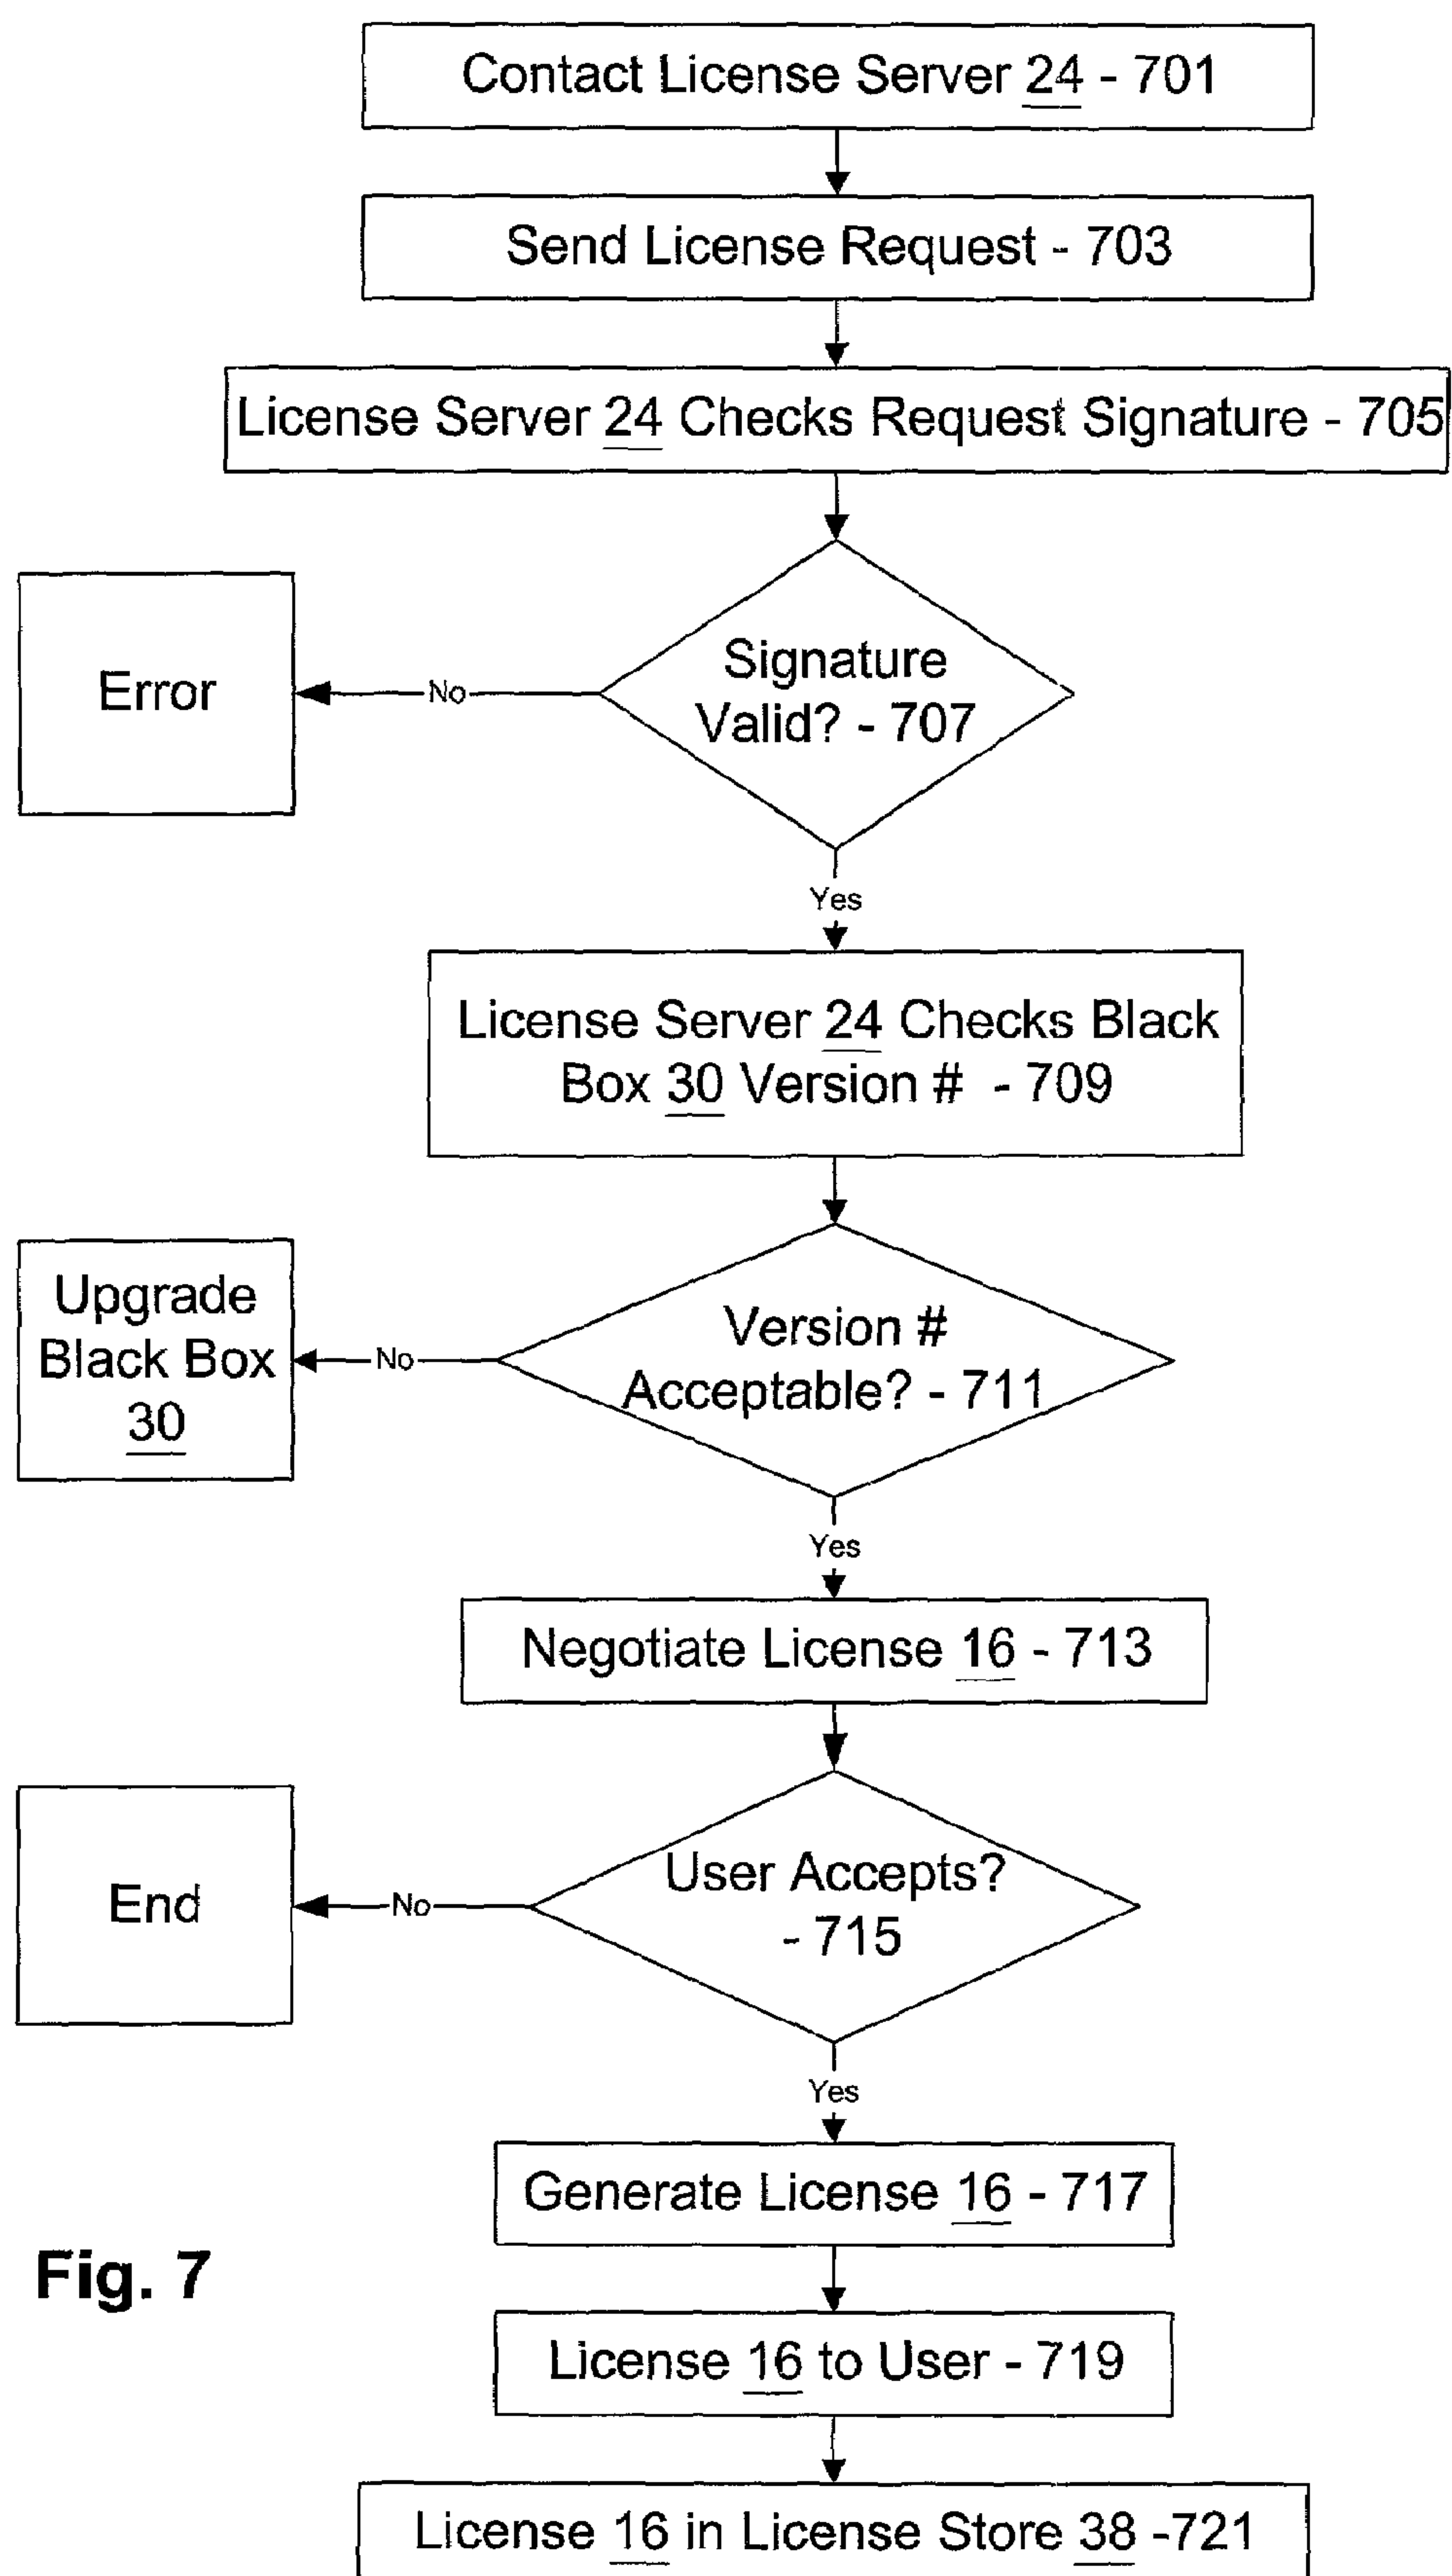 Contact License Server 24 - 701
Send License Request - 703
License Server 24 Checks Request Signature - 705
Signature
Valid? - 707
No
Error
Yes
License Server 24 Checks Black
Box 30 Version # - 709
Version #
Acceptable? - 711
No
Upgrade
Black Box
30
Yes
Negotiate License 16 - 713
User Accepts?
- 715
No
End
Yes
Generate License 16 - 717
License 16 to User - 719
License 16 in License Store 38 -721
Fig. 7